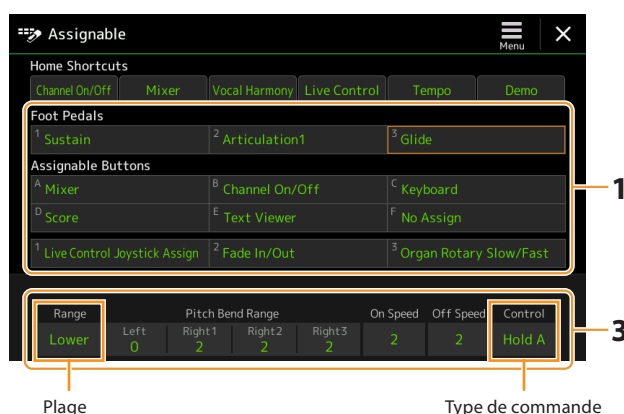 Assignable
Menu
Home Shortcuts
Channel On/Off Mixer Vocal Harmony Live Control Tempo Demo
Foot Pedals
1 Sustain 2 Articulation1 3 Glide
Assignable Buttons
A Mixer B Channel On/Off C Keyboard
D Score E Text Viewer F No Assign
1 Live Control Joystick Assign 2 Fade In/Out 3 Organ Rotary Slow/Fast
1
Range Pitch Bend Range On Speed Off Speed Control
Left Right1 Right2 Right3
Lower 0 2 2 2 2 2 Hold A
3
Plage Type de commande